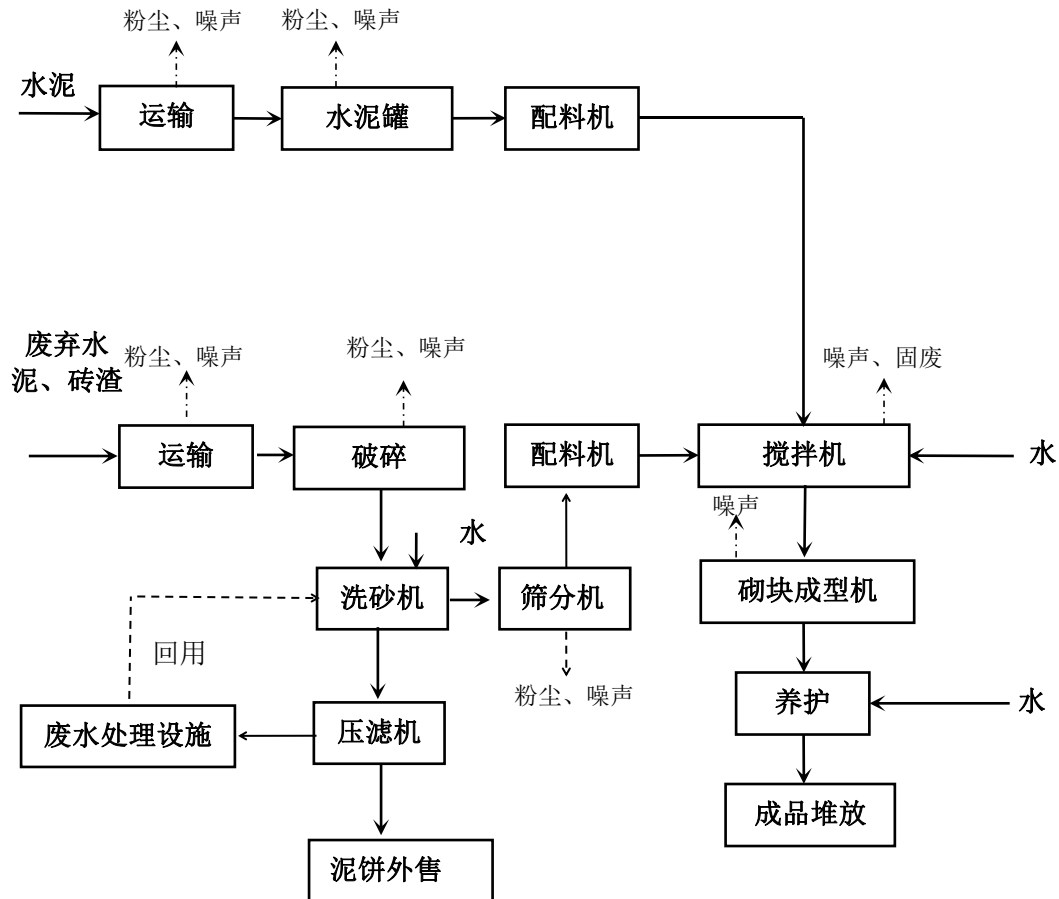 粉尘、噪声
粉尘、噪声
水泥
运输
水泥罐
配料机
废弃水
泥、砖渣
粉尘、噪声
粉尘、噪声
噪声、固废
运输
破碎
配料机
搅拌机
水
噪声
水
洗砂机
筛分机
砌块成型机
回用
粉尘、噪声
养护
水
废水处理设施
压滤机
成品堆放
泥饼外售